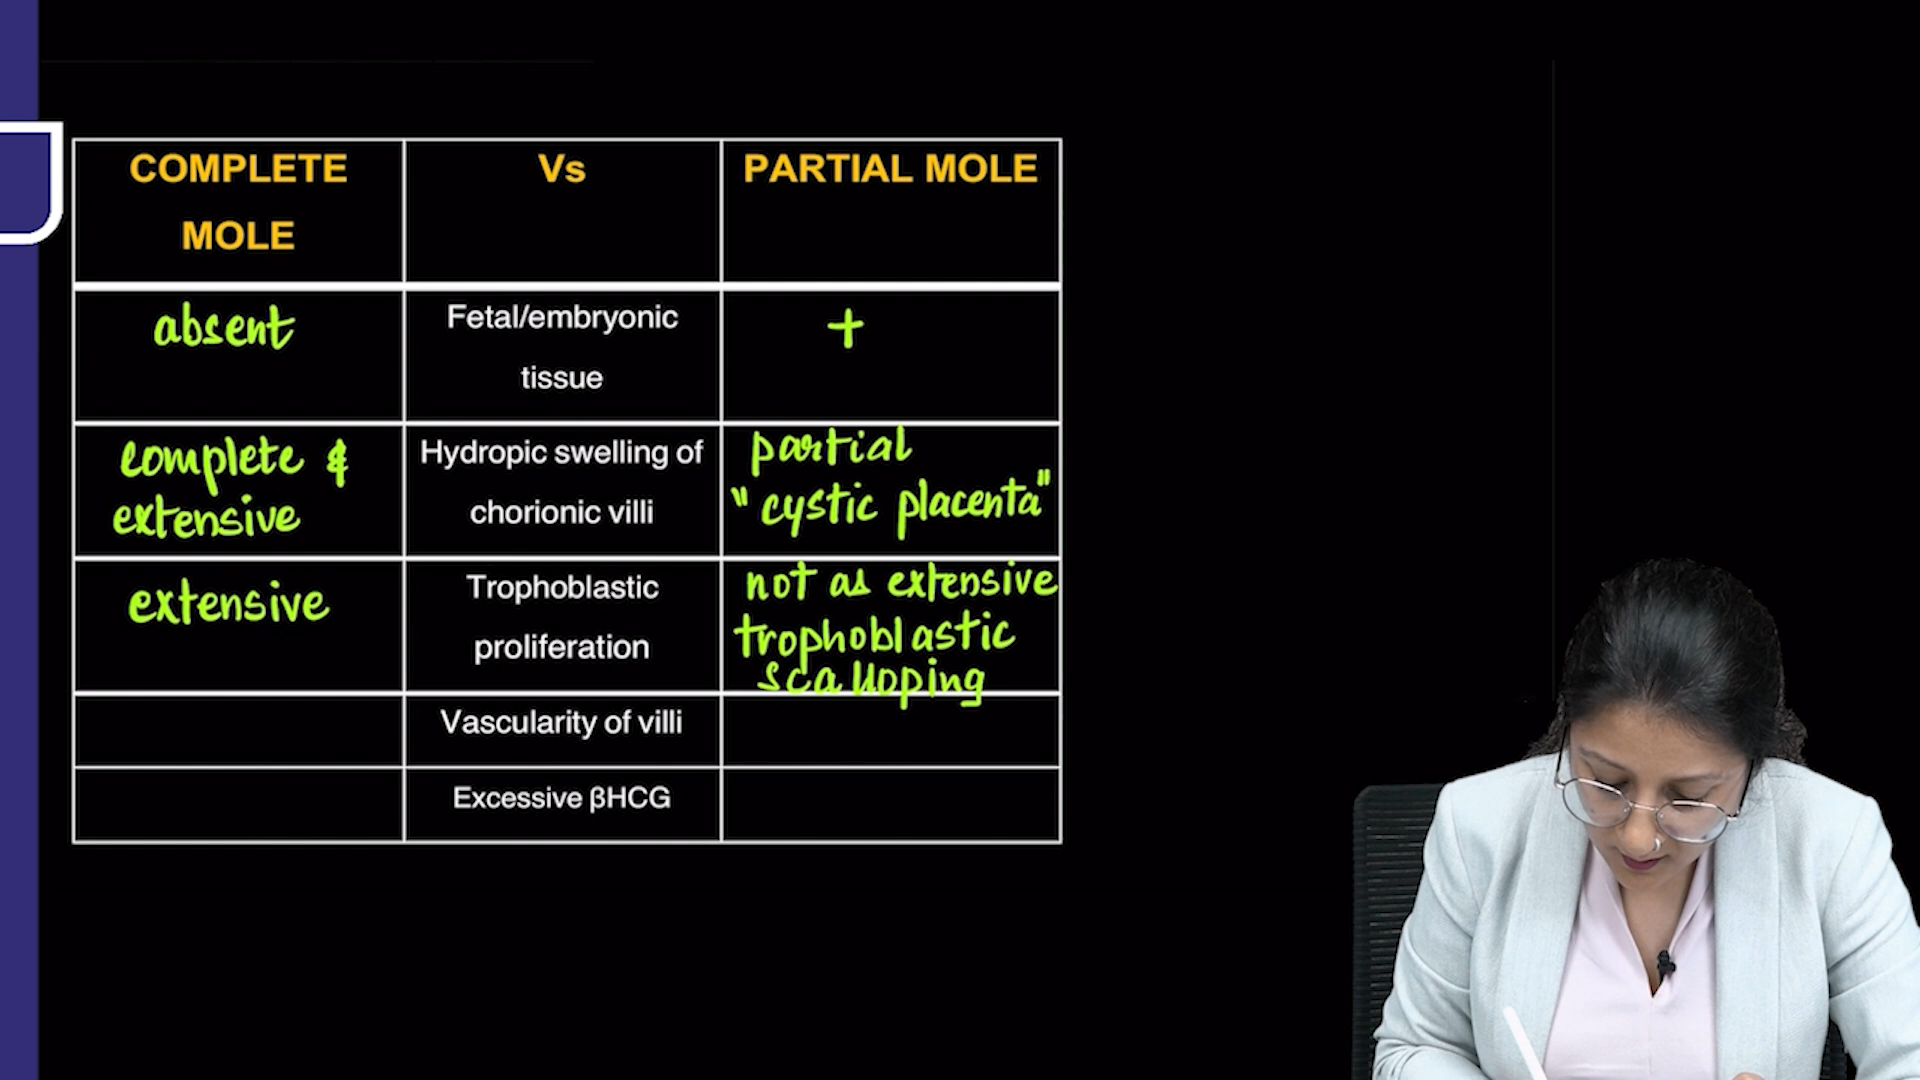 COMPLETE
MOLE
Vs
PARTIAL MOLE
absent
Fetal/embryonic
tissue
+
complete &
extensive
Hydropic swelling of
chorionic villi
partial
"cystic placenta"
extensive
Trophoblastic
proliferation
not as extensive
trophoblastic
scalloping
Vascularity of villi
Excessive βHCG